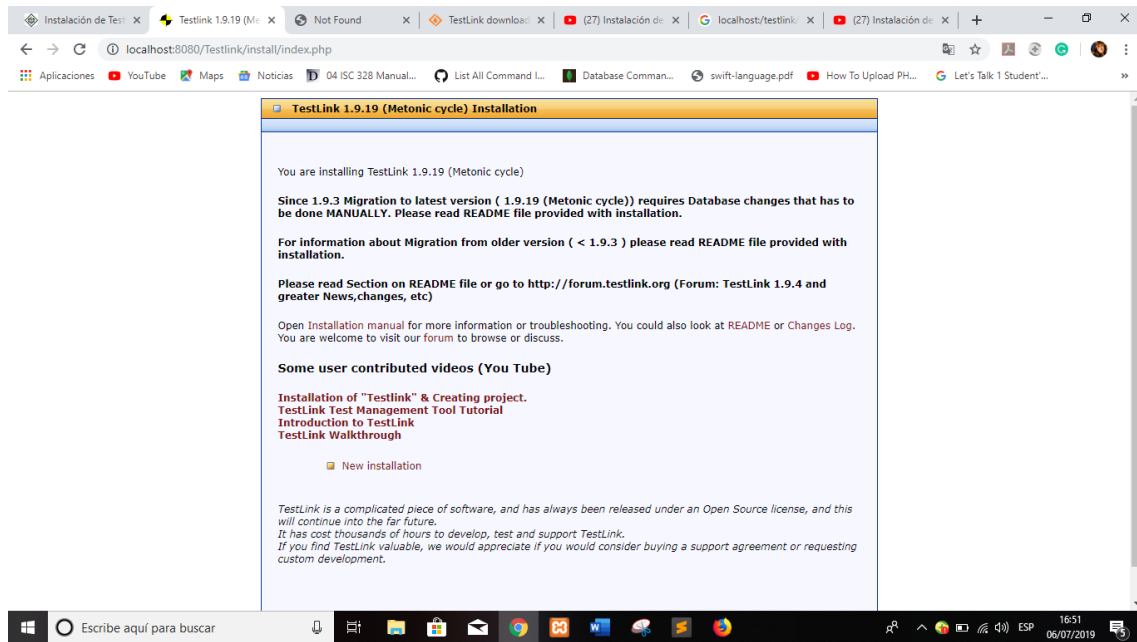 Instalación de Test
Testlink 1.9.19 (Me
Not Found
TestLink download
(27) Instalación de
localhost:testlink/
(27) Instalación de
localhost:8080/Testlink/install/index.php
Aplicaciones
YouTube
Maps
Noticias
04 ISC 328 Manual...
List All Command I...
Database Comman...
swift-language.pdf
How To Upload PH...
Let's Talk 1 Student'...
TestLink 1.9.19 (Metonic cycle) Installation
You are installing TestLink 1.9.19 (Metonic cycle)
Since 1.9.3 Migration to latest version ( 1.9.19 (Metonic cycle)) requires Database changes that has to
be done MANUALLY. Please read README file provided with installation.
For information about Migration from older version ( < 1.9.3 ) please read README file provided with
installation.
Please read Section on README file or go to http://forum.testlink.org (Forum: TestLink 1.9.4 and
greater News,changes, etc)
Open Installation manual for more information or troubleshooting. You could also look at README or Changes Log.
You are welcome to visit our forum to browse or discuss.
Some user contributed videos (You Tube)
Installation of "Testlink" & Creating project.
TestLink Test Management Tool Tutorial
Introduction to TestLink
TestLink Walkthrough
New installation
TestLink is a complicated piece of software, and has always been released under an Open Source license, and this
will continue into the far future.
It has cost thousands of hours to develop, test and support TestLink.
If you find TestLink valuable, we would appreciate if you would consider buying a support agreement or requesting
custom development.
Escribe aquí para buscar
ESP
16:51
06/07/2019